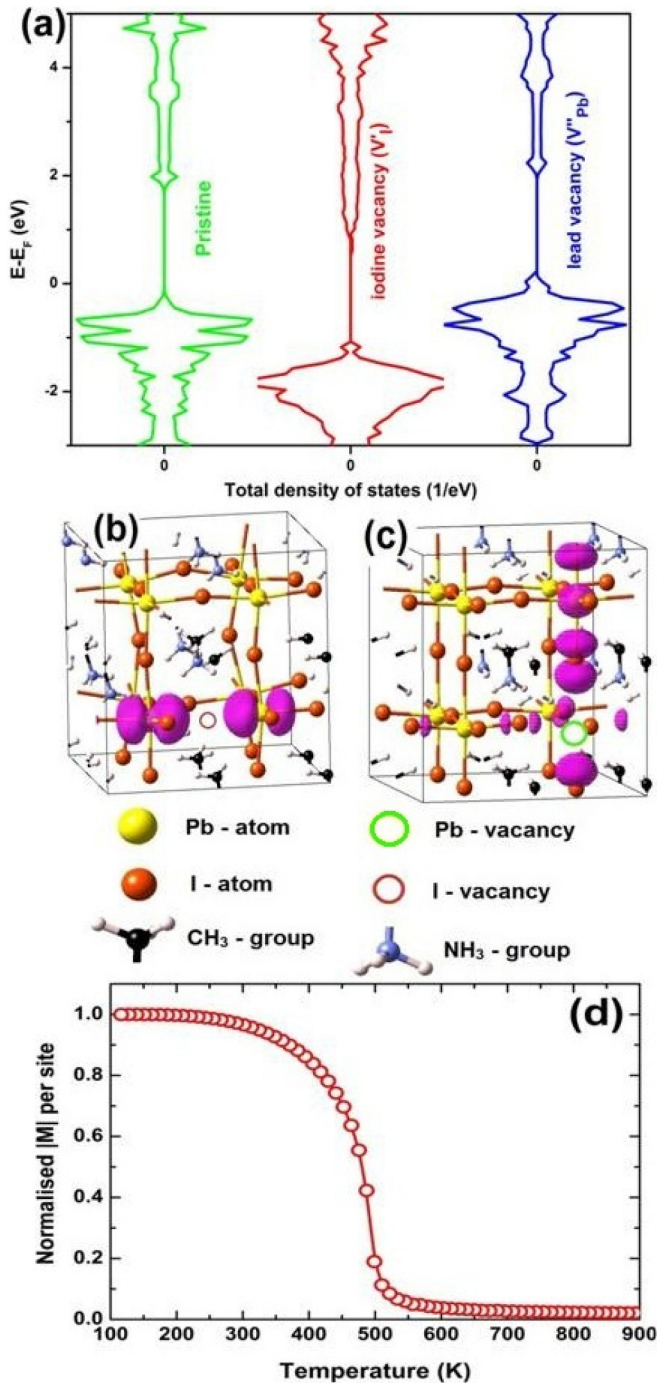 (a)
E-E_F (eV)
4
2
0
-2
Pristine
iodine vacancy (V'_I)
lead vacancy (V''_Pb)
0 0 0
Total density of states (1/eV)
(b)
(c)
Pb - atom
Pb - vacancy
I - atom
I - vacancy
CH₃ - group
NH₃ - group
(d)
Normalised |M| per site
1.0
0.8
0.6
0.4
0.2
0.0
100 200 300 400 500 600 700 800 900
Temperature (K)